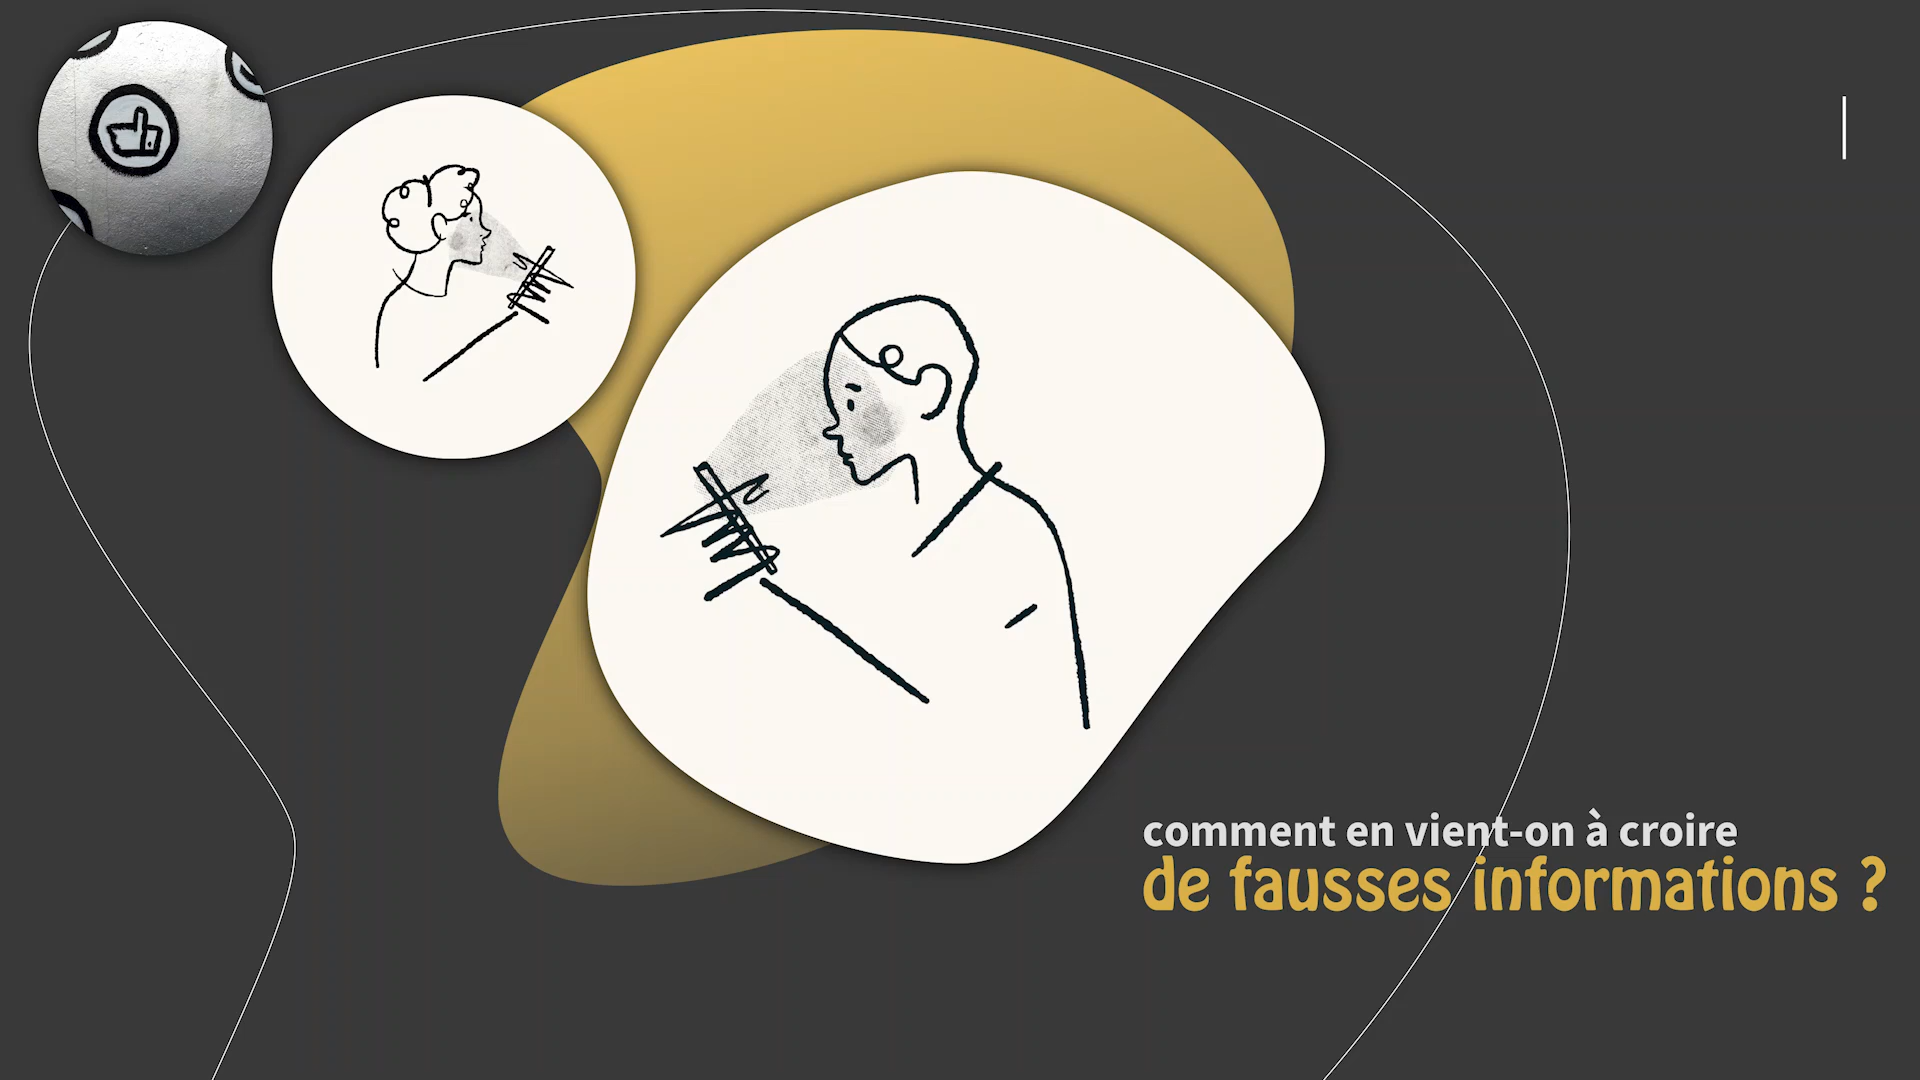 comment en vient-on à croire
de fausses informations ?